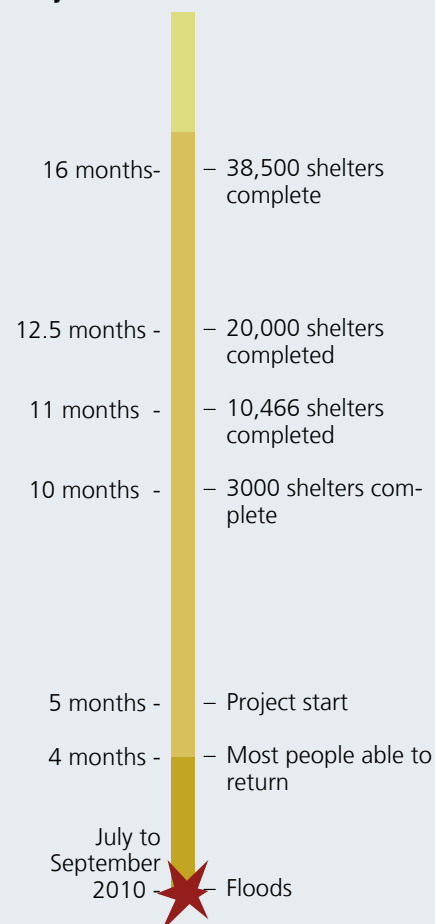 16 months- – 38,500 shelters
complete
12.5 months - – 20,000 shelters
completed
11 months - – 10,466 shelters
completed
10 months - – 3000 shelters com-
plete
5 months - – Project start
4 months - – Most people able to
return
July to
September
2010 - – Floods